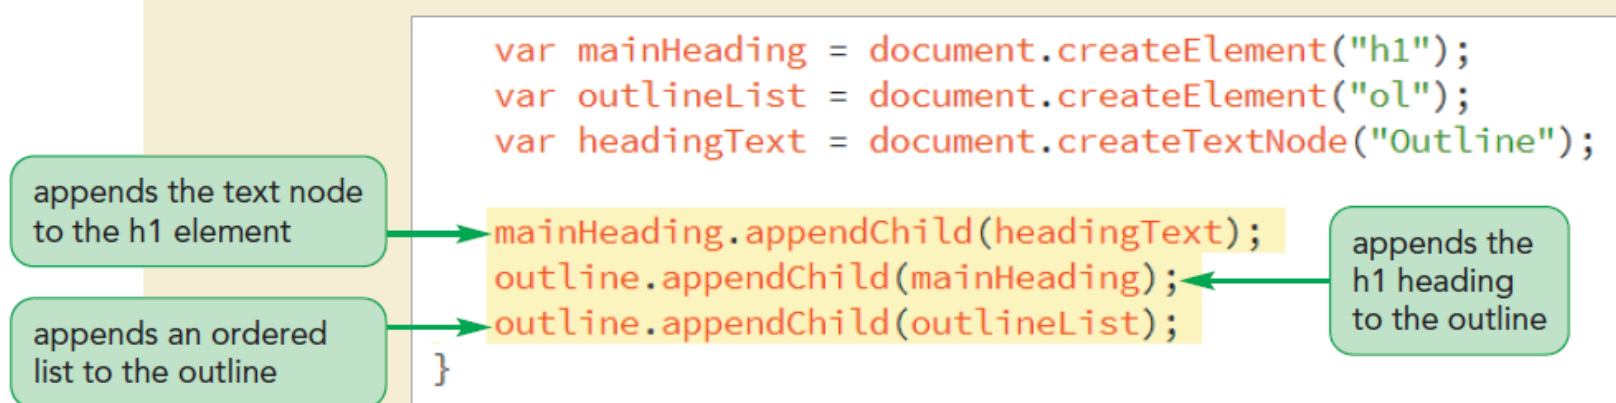 var mainHeading = document.createElement("h1");
var outlineList = document.createElement("ol");
var headingText = document.createTextNode("Outline");
appends the text node
to the h1 element
mainHeading.appendChild(headingText);
outline.appendChild(mainHeading);
outline.appendChild(outlineList);
}
appends the
h1 heading
to the outline
appends an ordered
list to the outline